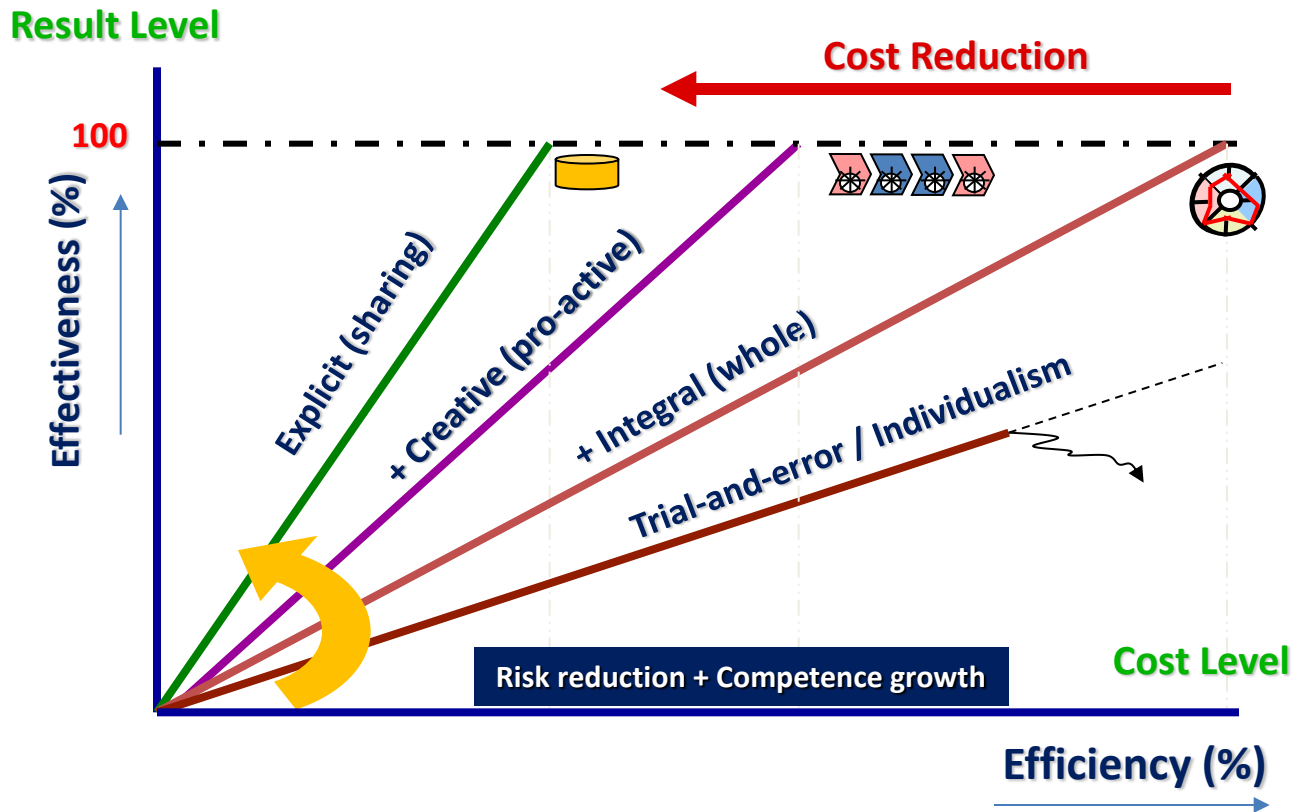 Result Level
Cost Reduction
100
Effectiveness (%)
Explicit (sharing)
+ Creative (pro-active)
+ Integral (whole)
Trial-and-error / Individualism
Risk reduction + Competence growth
Cost Level
Efficiency (%)